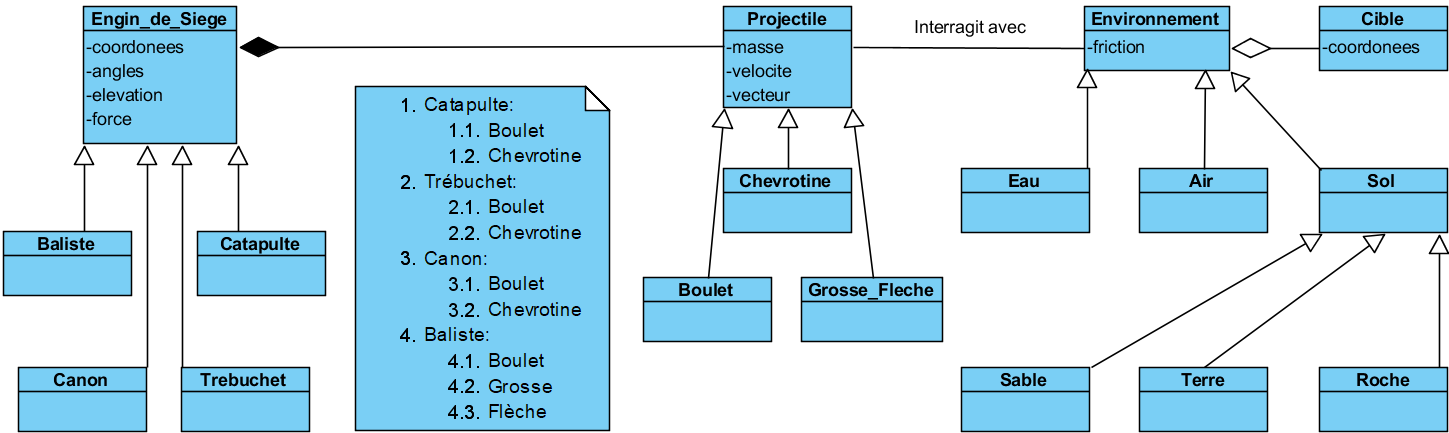 Engin_de_Siege
-coordonees
-angles
-elevation
-force
Projectile
-masse
-velocite
-vecteur
Interragit avec
Environnement
-friction
Cible
-coordonees
1. Catapulte:
1.1. Boulet
1.2. Chevrotine
2. Trébuchet:
2.1. Boulet
2.2. Chevrotine
3. Canon:
3.1. Boulet
3.2. Chevrotine
4. Baliste:
4.1. Boulet
4.2. Grosse
4.3. Flèche
Baliste
Catapulte
Canon
Trebuchet
Chevrotine
Boulet
Grosse_Fleche
Eau
Air
Sol
Sable
Terre
Roche